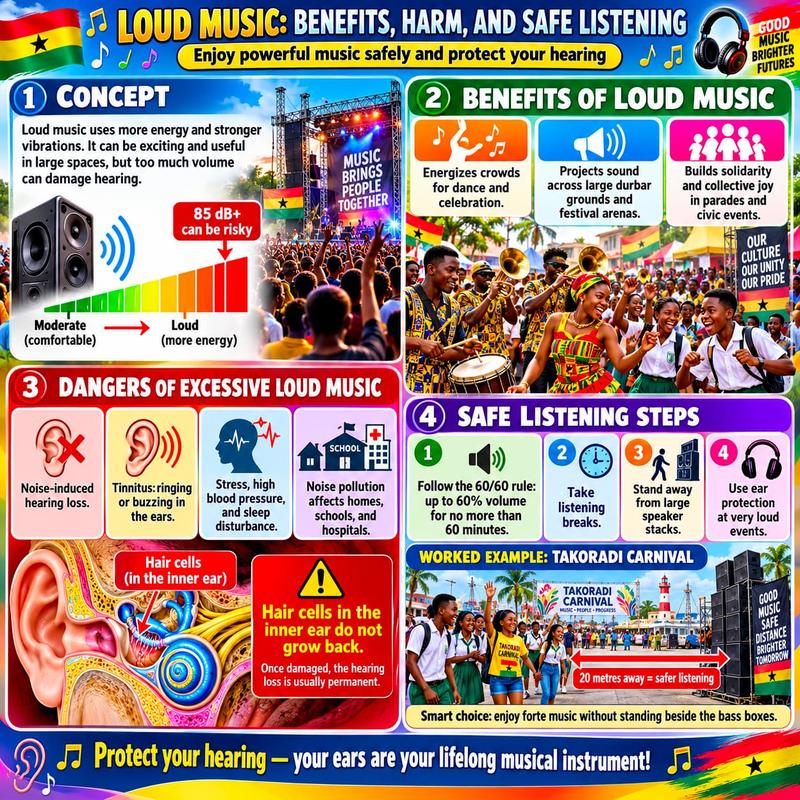 LOUD MUSIC: BENEFITS, HARM, AND SAFE LISTENING
Enjoy powerful music safely and protect your hearing
GOOD
MUSIC
BRIGHTER
FUTURES
1 CONCEPT
Loud music uses more energy and stronger
vibrations. It can be exciting and useful
in large spaces, but too much volume
can damage hearing.
MUSIC
BRINGS
PEOPLE
TOGETHER
85 dB+
can be risky
Moderate
(comfortable)
Loud
(more energy)
2 BENEFITS OF LOUD MUSIC
Energizes crowds
for dance and
celebration.
Projects sound
across large durbar
grounds and
festival arenas.
Builds solidarity
and collective joy
in parades and
civic events.
OUR
CULTURE
OUR UNITY
OUR PRIDE
3 DANGERS OF EXCESSIVE LOUD MUSIC
Noise-induced
hearing loss.
Tinnitus: ringing
or buzzing in
the ears.
Stress, high
blood pressure,
and sleep
disturbance.
SCHOOL
Noise pollution
affects homes,
schools, and
hospitals.
Hair cells
(in the inner ear)
Hair cells in the
inner ear do not
grow back.
Once damaged, the hearing
loss is usually permanent.
4 SAFE LISTENING STEPS
1
Follow the 60/60 rule:
up to 60% volume
for no more than
60 minutes.
2
Take
listening
breaks.
3
Stand away
from large
speaker
stacks.
4
Use ear
protection
at very loud
events.
WORKED EXAMPLE: TAKORADI CARNIVAL
TAKORADI
CARNIVAL
MUSIC • PEOPLE • PROGRESS
TAKORADI
CARNIVAL
20 metres away = safer listening
GOOD
MUSIC
SAFE
DISTANCE
BRIGHTER
TOMORROW
Smart choice: enjoy forte music without standing beside the bass boxes.
Protect your hearing — your ears are your lifelong musical instrument!